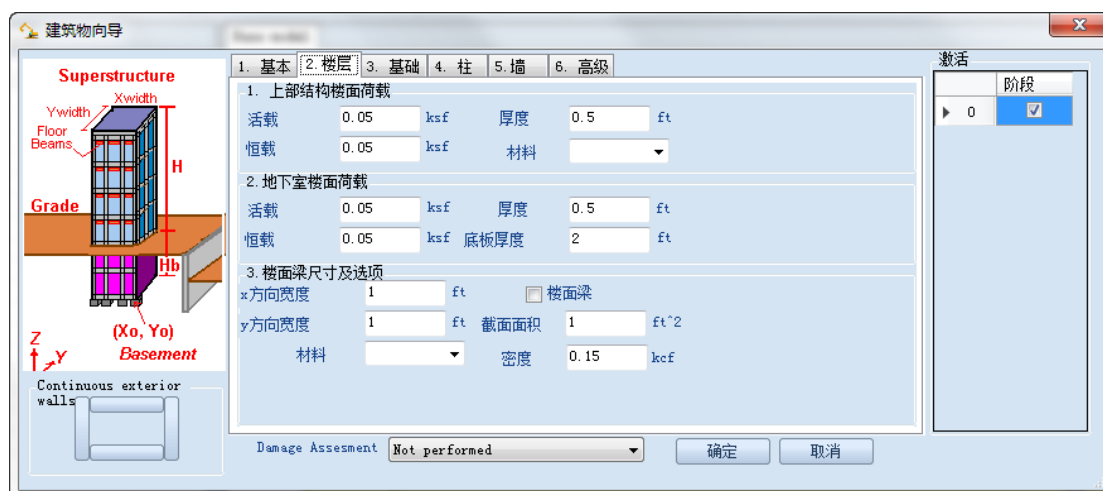 建筑物向导
1. 基本 2.楼层 3. 基础 4. 柱 5.墙 6. 高级
激活
阶段
0
Superstructure
Xwidth
Ywidth
Floor
Beams
H
Grade
Hb
(Xo, Yo)
Basement
Z
Y
Continuous exterior
walls
1. 上部结构楼面荷载
活载 0.05 ksf 厚度 0.5 ft
恒载 0.05 ksf 材料
2.地下室楼面荷载
活载 0.05 ksf 厚度 0.5 ft
恒载 0.05 ksf 底板厚度 2 ft
3.楼面梁尺寸及选项
x方向宽度 1 ft 楼面梁
y方向宽度 1 ft 截面面积 1 ft^2
材料 密度 0.15 kcf
Damage Assesment Not performed 确定 取消